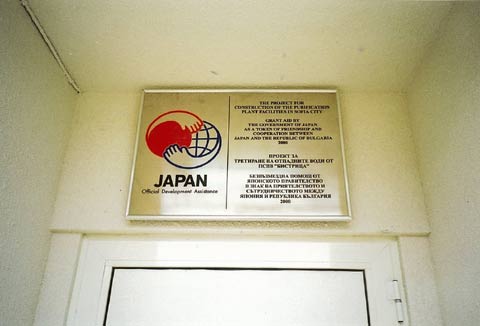 JAPAN
Official Development Assistance
THE PROJECT FOR
CONSTRUCTION OF THE PURIFICATION
PLANT FACILITIES IN SOFIA CITY
GRANT AID BY
THE GOVERNMENT OF JAPAN
AS A TOKEN OF FRIENDSHIP AND
COOPERATION BETWEEN
JAPAN AND THE REPUBLIC OF BULGARIA
2000
ПРОЕКТ ЗА
ТРЕТИРАНЕ НА ОТПАДНИТЕ ВОДИ ОТ
ПСПВ "БИСТРИЦА"
БЕЗВЪЗМЕЗДНА ПОМОЩ ОТ
ЯПОНСКОТО ПРАВИТЕЛСТВО
В ЗНАК НА ПРИЯТЕЛСТВОТО И
СЪТРУДНИЧЕСТВОТО МЕЖДУ
ЯПОНИЯ И РЕПУБЛИКА БЪЛГАРИЯ
2000